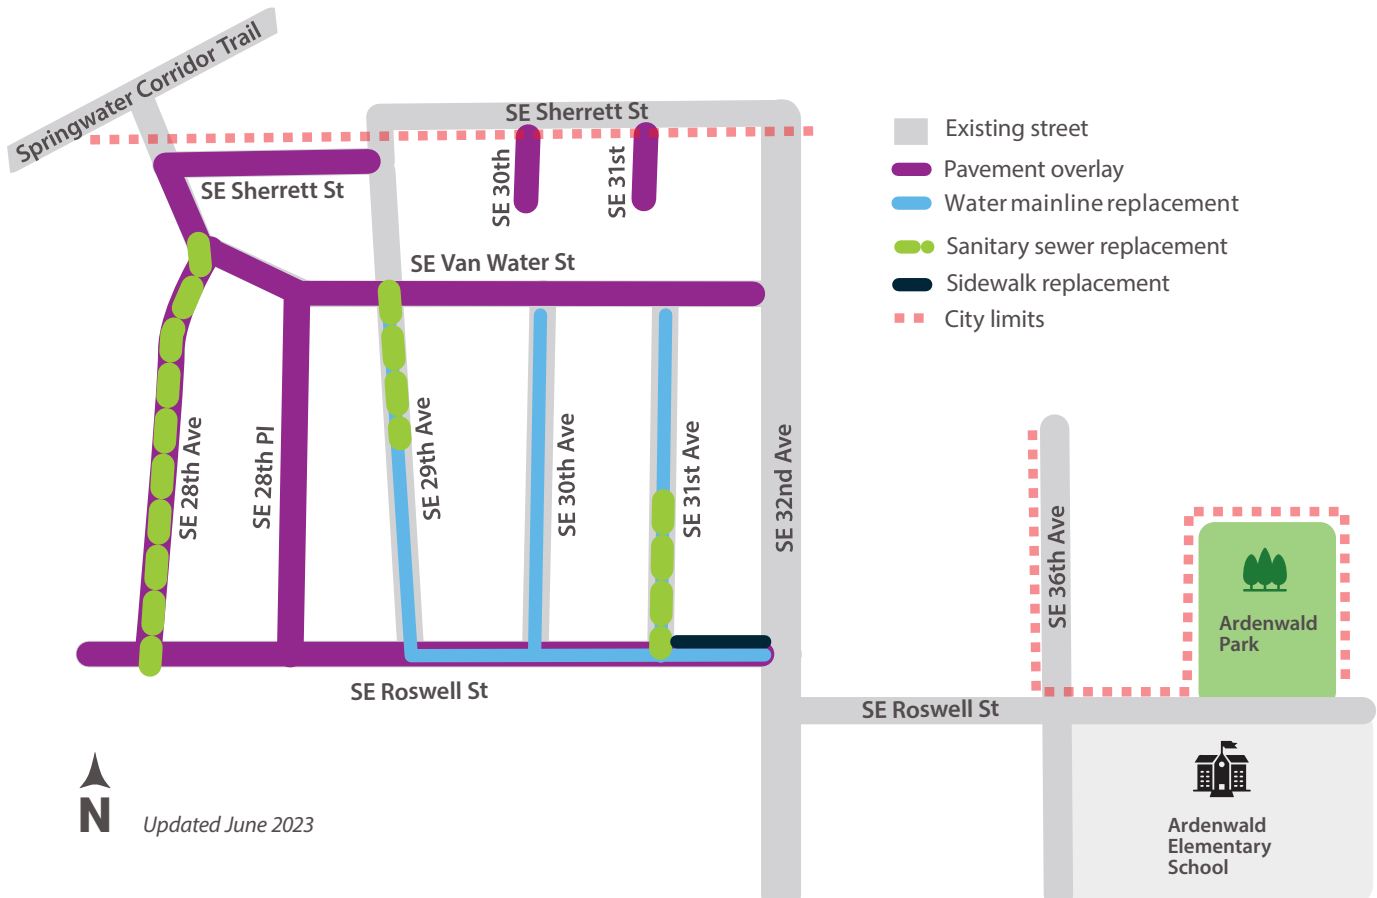 Springwater Corridor Trail
SE Sherrett St
SE Sherrett St
SE 30th
SE 31st
SE Van Water St
Existing street
Pavement overlay
Water mainline replacement
Sanitary sewer replacement
Sidewalk replacement
City limits
SE 28th Ave
SE 28th Pl
SE 29th Ave
SE 30th Ave
SE 31st Ave
SE 32nd Ave
SE 36th Ave
Ardenwald
Park
SE Roswell St
SE Roswell St
N
Updated June 2023
Ardenwald
Elementary
School